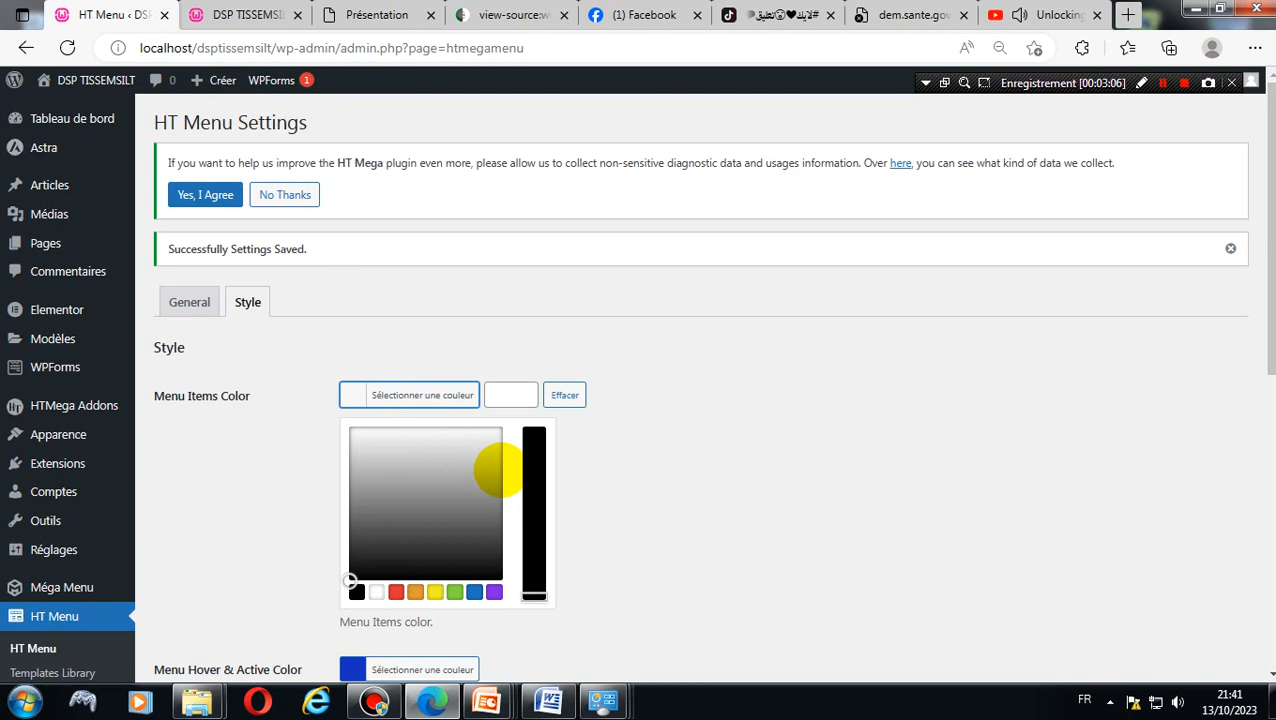 HT Menu ‹ DSP
DSP TISSEMSILT
Présentation
view-source:w
(1) Facebook
#لايك♥😮تعليق
dem.sante.gov
Unlocking
localhost/dsptissemsilt/wp-admin/admin.php?page=htmegamenu
DSP TISSEMSILT
0
Créer
WPForms
1
Enregistrement [00:03:06]
Tableau de bord
Astra
Articles
Médias
Pages
Commentaires
Elementor
Modèles
WPForms
HTMega Addons
Apparence
Extensions
Comptes
Outils
Réglages
Méga Menu
HT Menu
HT Menu
Templates Library
HT Menu Settings
If you want to help us improve the HT Mega plugin even more, please allow us to collect non-sensitive diagnostic data and usages information. Over here, you can see what kind of data we collect.
Yes, I Agree
No Thanks
Successfully Settings Saved.
General
Style
Style
Menu Items Color
Sélectionner une couleur
Effacer
Menu Items color.
Menu Hover & Active Color
Sélectionner une couleur
FR
21:41
13/10/2023